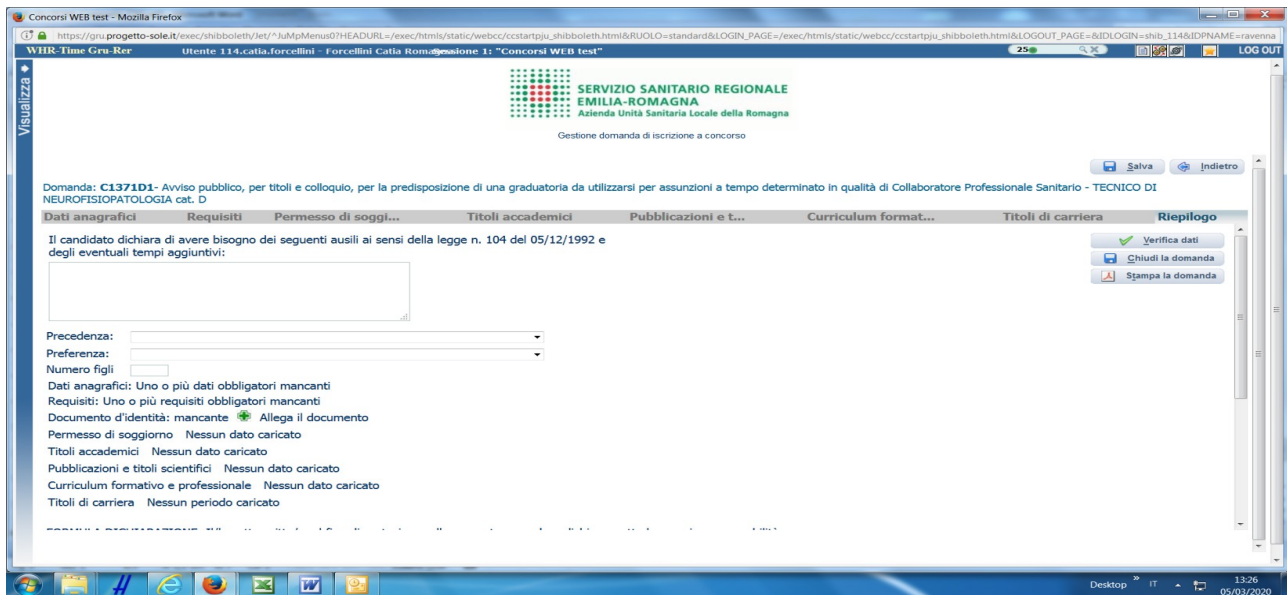 Concorsi WEB test - Mozilla Firefox
https://gru.progetto-sole.it/exec/shibboleth/Jet/^JuMpMenus0?HEADURL=/exec/htmls/static/webcc/ccstartpju_shibboleth.html&RUOLO=standard&LOGIN_PAGE=/exec/htmls/static/webcc/ccstartpju_shibboleth.html&LOGOUT_PAGE=&IDLOGIN=shib_114&IDPNAME=ravenna
WHR-Time Gru-Rer Utente 114.catia.forcellini - Forcellini Catia Sessione 1: "Concorsi WEB test" 25 LOG OUT
Visualizza
SERVIZIO SANITARIO REGIONALE
EMILIA-ROMAGNA
Azienda Unità Sanitaria Locale della Romagna
Gestione domanda di iscrizione a concorso
Salva Indietro
Domanda: C1371D1- Avviso pubblico, per titoli e colloquio, per la predisposizione di una graduatoria da utilizzarsi per assunzioni a tempo determinato in qualità di Collaboratore Professionale Sanitario - TECNICO DI
NEUROFISIOPATOLOGIA cat. D
Dati anagrafici Requisiti Permesso di soggi... Titoli accademici Pubblicazioni e t... Curriculum format... Titoli di carriera Riepilogo
Il candidato dichiara di avere bisogno dei seguenti ausili ai sensi della legge n. 104 del 05/12/1992 e
degli eventuali tempi aggiuntivi:
Verifica dati
Chiudi la domanda
Stampa la domanda
Precedenza:
Preferenza:
Numero figli
Dati anagrafici: Uno o più dati obbligatori mancanti
Requisiti: Uno o più requisiti obbligatori mancanti
Documento d'identità: mancante Allega il documento
Permesso di soggiorno Nessun dato caricato
Titoli accademici Nessun dato caricato
Pubblicazioni e titoli scientifici Nessun dato caricato
Curriculum formativo e professionale Nessun dato caricato
Titoli di carriera Nessun periodo caricato
Desktop IT 13:26
05/03/2020